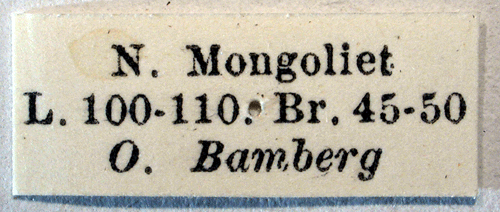 N. Mongoliet
L. 100-110. Br. 45-50
O. Bamberg